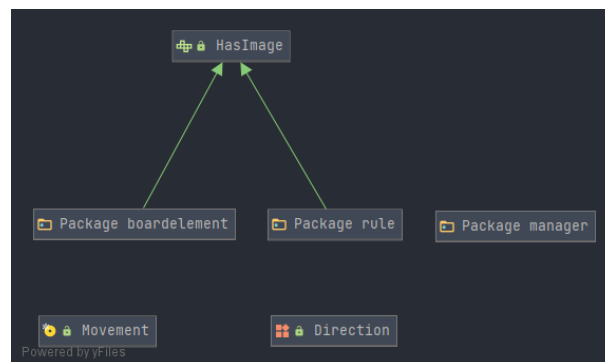 HasImage
Package boardelement
Package rule
Package manager
Movement
Direction
Powered by yFiles